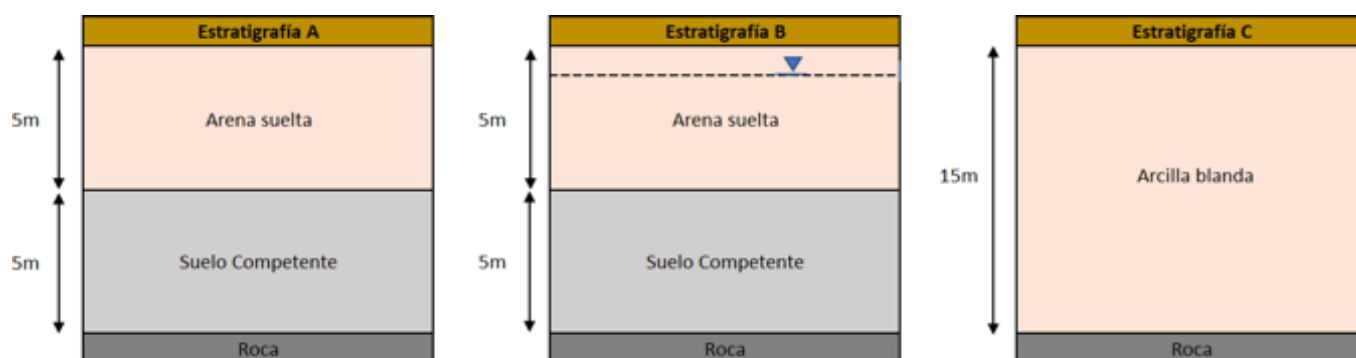 Estratigrafía A
5m
Arena suelta
5m
Suelo Competente
Roca
Estratigrafía B
5m
Arena suelta
5m
Suelo Competente
Roca
Estratigrafía C
15m
Arcilla blanda
Roca